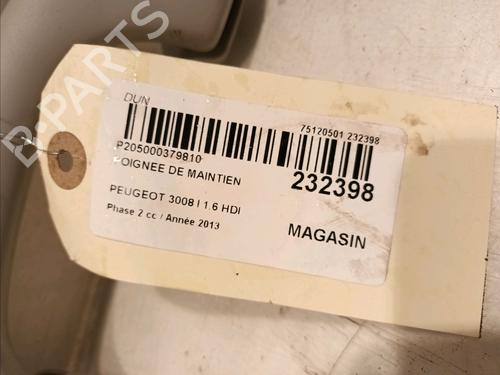 DUN
75120501 232398
P205000379810
POIGNEE DE MAINTIEN
232398
PEUGEOT 3008 I 1.6 HDI
Phase 2 cc / Année 2013
MAGASIN
B-PARTS